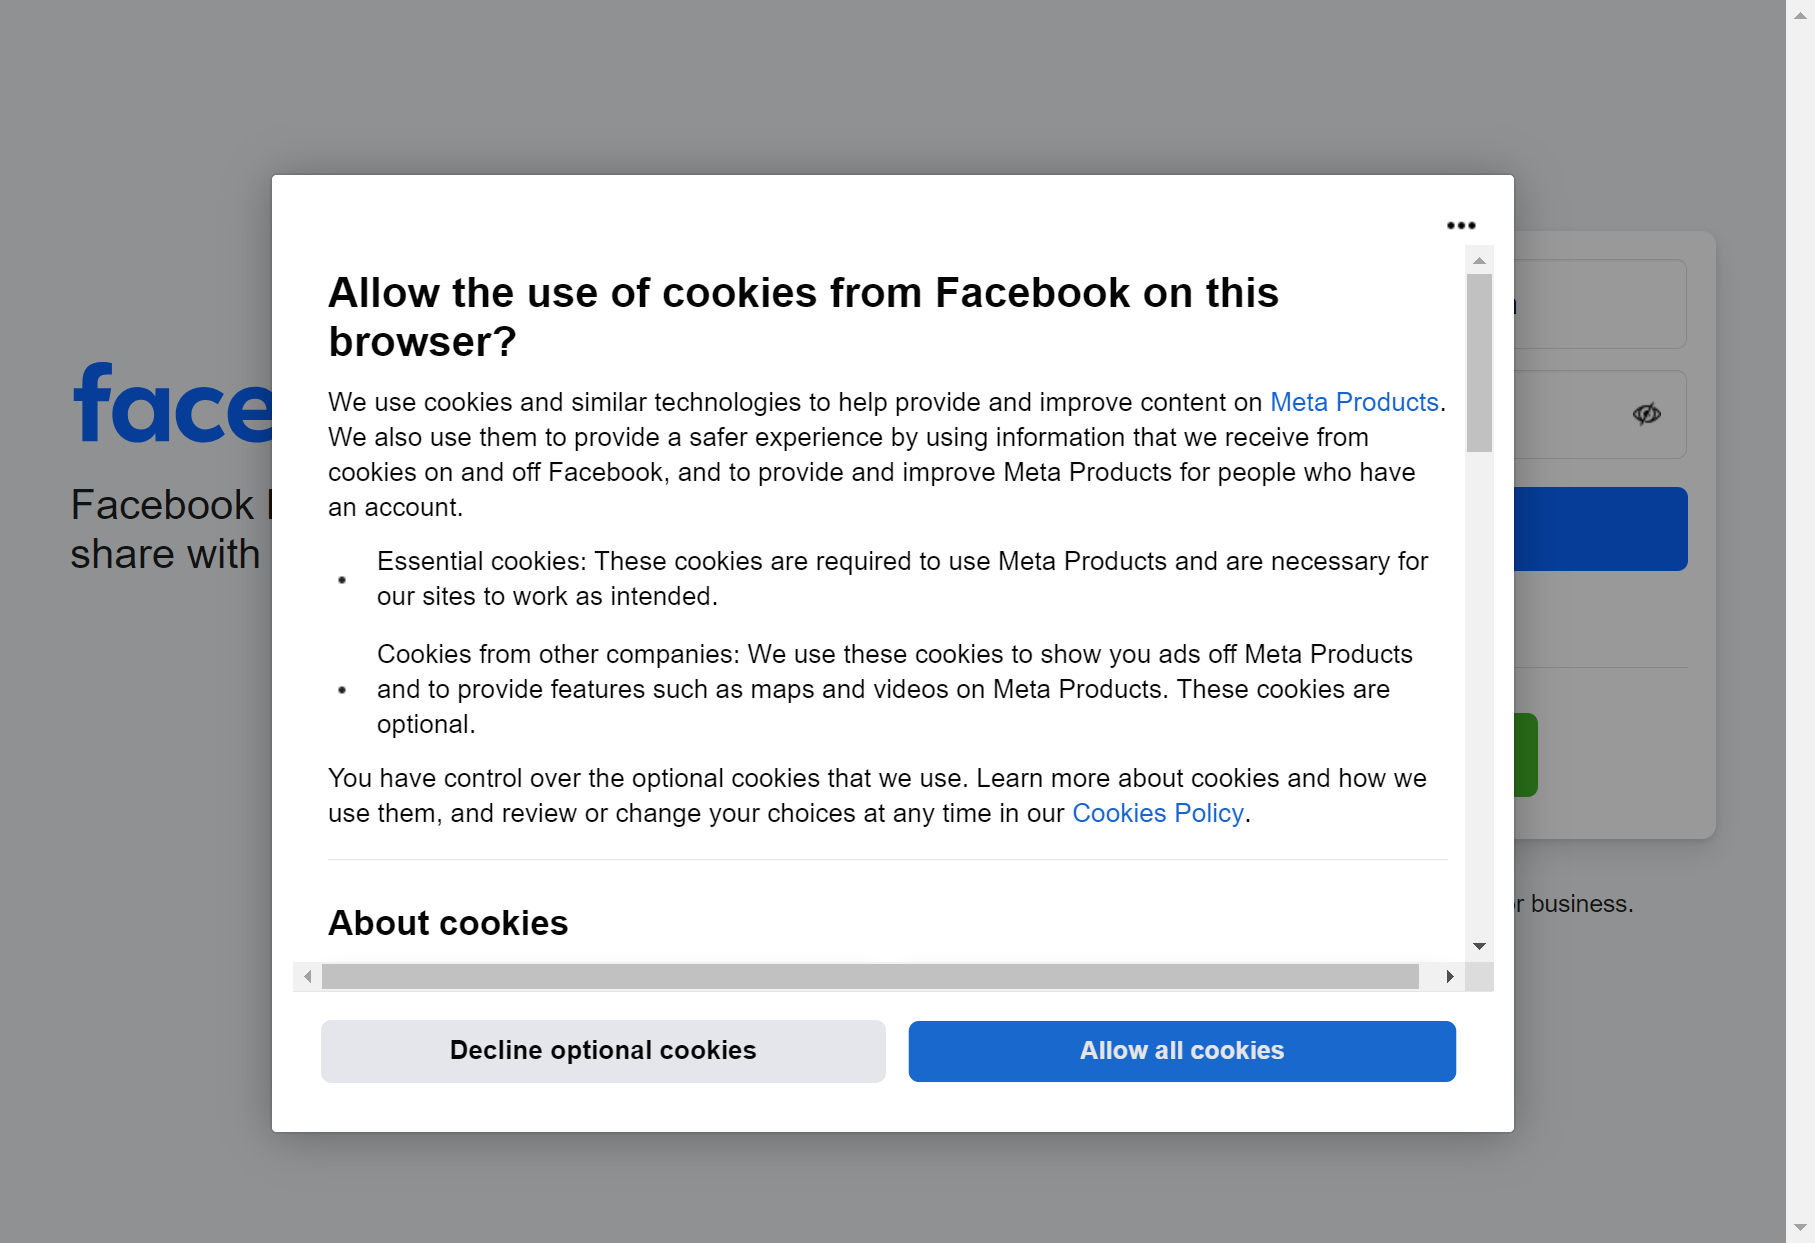 Allow the use of cookies from Facebook on this
browser?
We use cookies and similar technologies to help provide and improve content on Meta Products.
We also use them to provide a safer experience by using information that we receive from
cookies on and off Facebook, and to provide and improve Meta Products for people who have
an account.
• Essential cookies: These cookies are required to use Meta Products and are necessary for
our sites to work as intended.
• Cookies from other companies: We use these cookies to show you ads off Meta Products
and to provide features such as maps and videos on Meta Products. These cookies are
optional.
You have control over the optional cookies that we use. Learn more about cookies and how we
use them, and review or change your choices at any time in our Cookies Policy.
About cookies
Decline optional cookies
Allow all cookies
face
Facebook
share with
business.